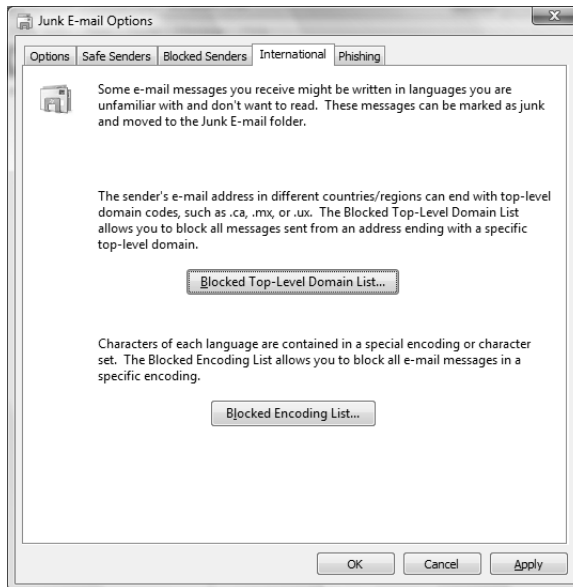 Junk E-mail Options
Options Safe Senders Blocked Senders International Phishing
Some e-mail messages you receive might be written in languages you are
unfamiliar with and don't want to read. These messages can be marked as junk
and moved to the Junk E-mail folder.
The sender's e-mail address in different countries/regions can end with top-level
domain codes, such as .ca, .mx, or .ux. The Blocked Top-Level Domain List
allows you to block all messages sent from an address ending with a specific
top-level domain.
Blocked Top-Level Domain List...
Characters of each language are contained in a special encoding or character
set. The Blocked Encoding List allows you to block all e-mail messages in a
specific encoding.
Blocked Encoding List...
OK Cancel Apply